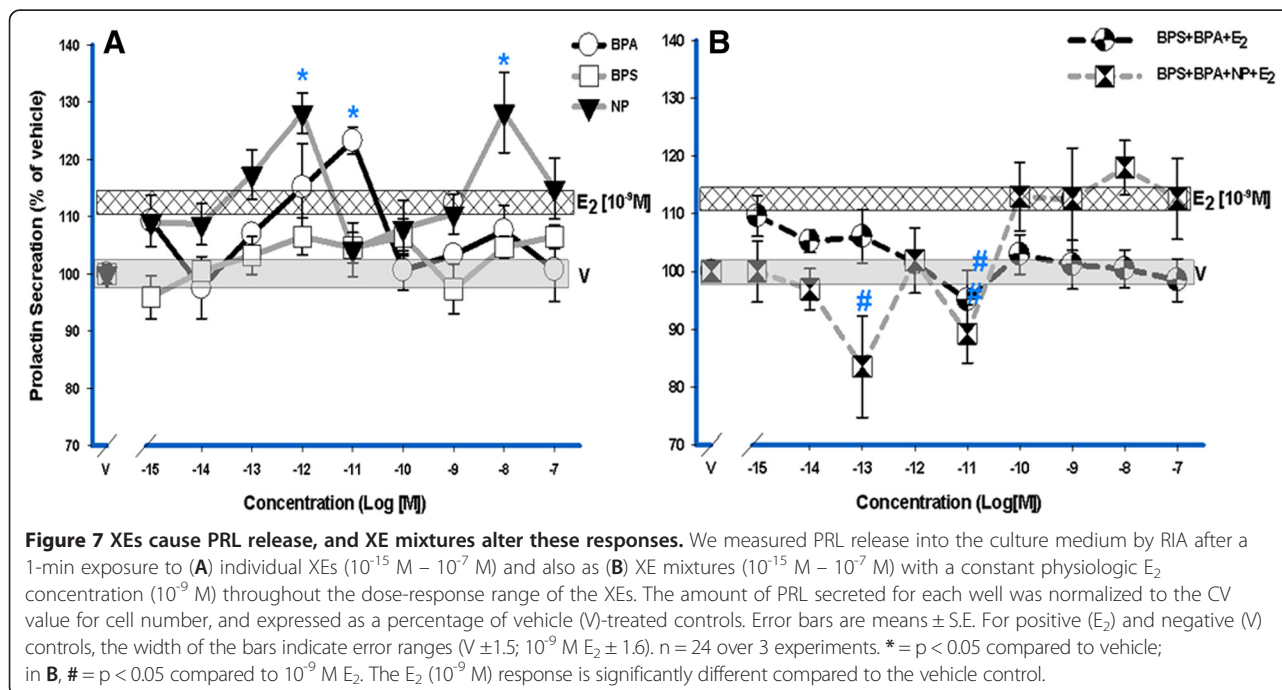 A
B
BPA
BPS
NP
BPS+BPA+E₂
BPS+BPA+NP+E₂
Prolactin Secreation (% of vehicle)
140
130
120
110
100
90
80
70
*
*
*
E₂ [10⁻⁹M]
V
V -15 -14 -13 -12 -11 -10 -9 -8 -7
Concentration (Log [M])
140
130
120
110
100
90
80
70
#
#
#
E₂ [10⁻⁹M]
V
V -15 -14 -13 -12 -11 -10 -9 -8 -7
Concentration (Log[M])
Figure 7 XEs cause PRL release, and XE mixtures alter these responses. We measured PRL release into the culture medium by RIA after a
1-min exposure to (A) individual XEs (10⁻¹⁵ M – 10⁻⁷ M) and also as (B) XE mixtures (10⁻¹⁵ M – 10⁻⁷ M) with a constant physiologic E₂
concentration (10⁻⁹ M) throughout the dose-response range of the XEs. The amount of PRL secreted for each well was normalized to the CV
value for cell number, and expressed as a percentage of vehicle (V)-treated controls. Error bars are means ± S.E. For positive (E₂) and negative (V)
controls, the width of the bars indicate error ranges (V ±1.5; 10⁻⁹ M E₂ ± 1.6). n = 24 over 3 experiments. * = p < 0.05 compared to vehicle;
in B, # = p < 0.05 compared to 10⁻⁹ M E₂. The E₂ (10⁻⁹ M) response is significantly different compared to the vehicle control.